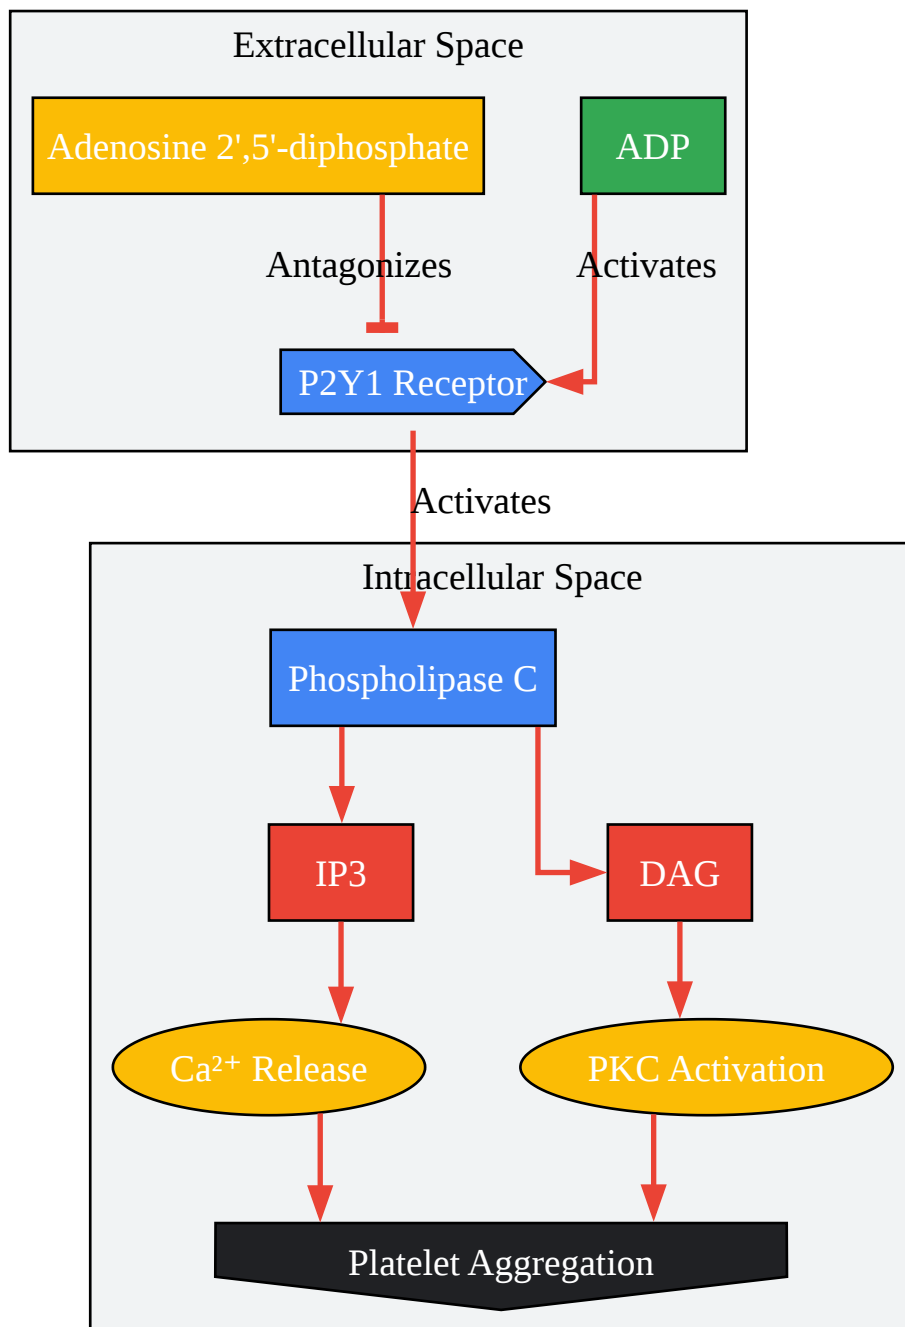 Extracellular Space
Adenosine 2',5'-diphosphate
ADP
Antagonizes
Activates
P2Y1 Receptor
Activates
Intracellular Space
Phospholipase C
IP3
DAG
Ca²⁺ Release
PKC Activation
Platelet Aggregation